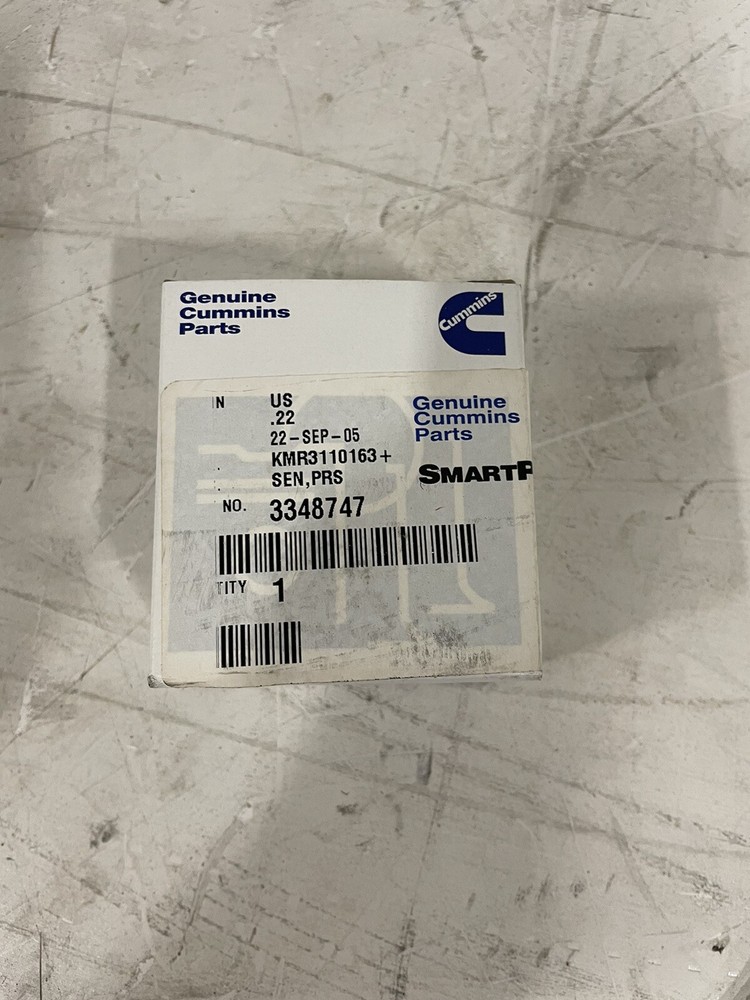 Genuine
Cummins
Parts
Cummins
N US
.22
22-SEP-05
KMR3110163+
SEN,PRS
NO. 3348747
TITY 1
Genuine
Cummins
Parts
SMARTP